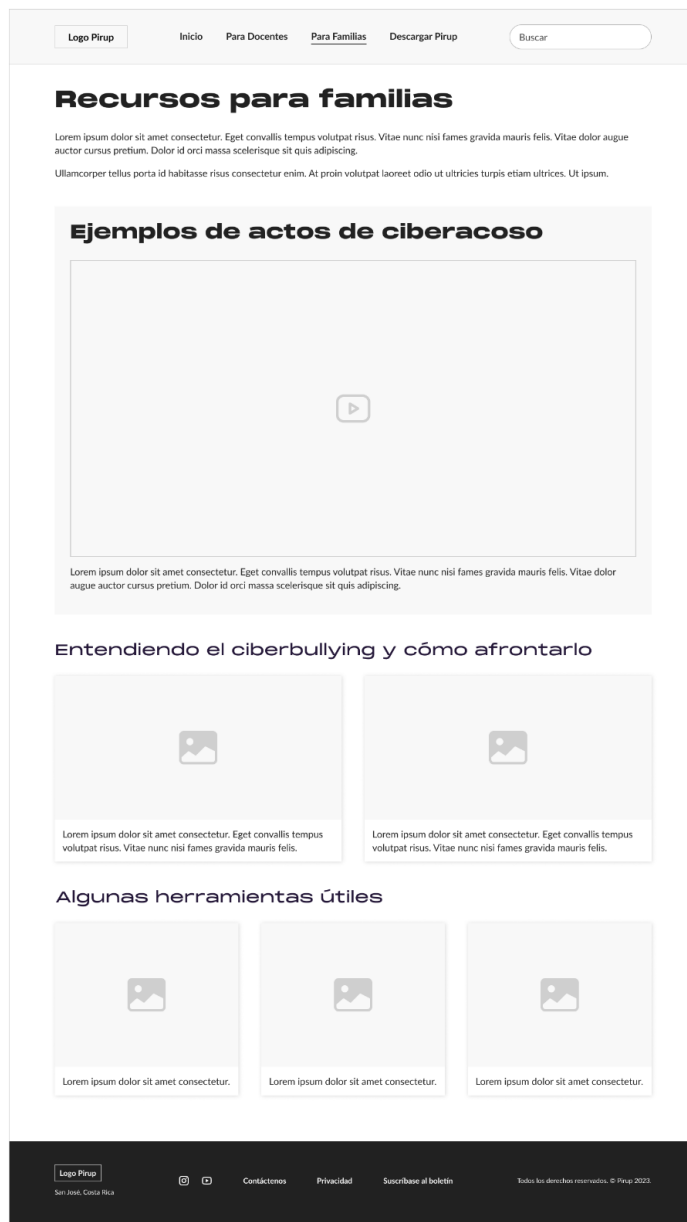 Logo Pirup
Inicio
Para Docentes
Para Familias
Descargar Pirup
Buscar
Recursos para familias
Lorem ipsum dolor sit amet consectetur. Eget convallis tempus volutpat risus. Vitae nunc nisi fames gravida mauris felis. Vitae dolor augue
auctor cursus pretium. Dolor id orci massa scelerisque sit quis adipiscing.
Ullamcorper tellus porta id habitasse risus consectetur enim. At proin volutpat laoreet odio ut ultricies turpis etiam ultrices. Ut ipsum.
Ejemplos de actos de ciberacoso
Lorem ipsum dolor sit amet consectetur. Eget convallis tempus volutpat risus. Vitae nunc nisi fames gravida mauris felis. Vitae dolor
augue auctor cursus pretium. Dolor id orci massa scelerisque sit quis adipiscing.
Entendiendo el ciberbullying y cómo afrontarlo
Lorem ipsum dolor sit amet consectetur. Eget convallis tempus
volutpat risus. Vitae nunc nisi fames gravida mauris felis.
Lorem ipsum dolor sit amet consectetur. Eget convallis tempus
volutpat risus. Vitae nunc nisi fames gravida mauris felis.
Algunas herramientas útiles
Lorem ipsum dolor sit amet consectetur.
Lorem ipsum dolor sit amet consectetur.
Lorem ipsum dolor sit amet consectetur.
Logo Pirup
San José, Costa Rica
Contáctenos
Privacidad
Suscríbase al boletín
Todos los derechos reservados. © Pirup 2023.